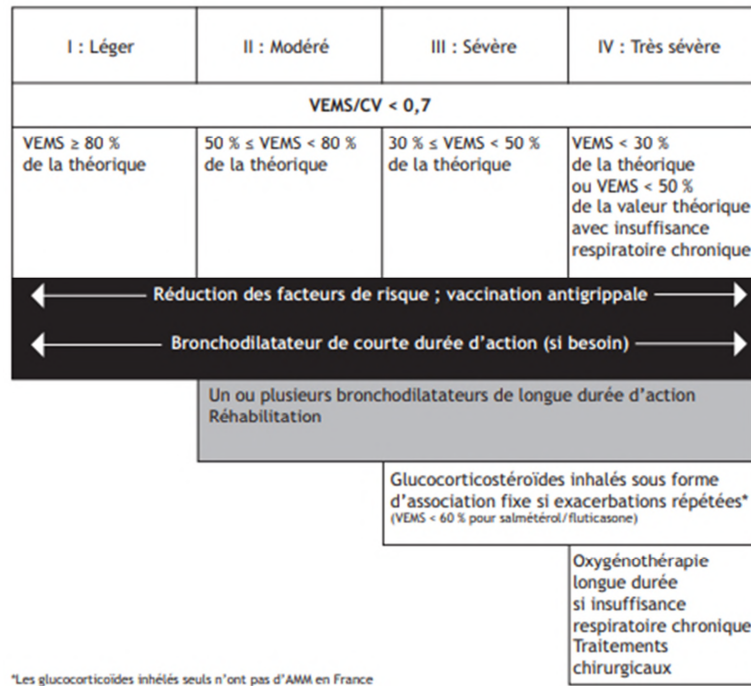 I : Léger
II : Modéré
III : Sévère
IV : Très sévère
VEMS/CV < 0,7
VEMS ≥ 80 %
de la théorique
50 % ≤ VEMS < 80 %
de la théorique
30 % ≤ VEMS < 50 %
de la théorique
VEMS < 30 %
de la théorique
ou VEMS < 50 %
de la valeur théorique
avec insuffisance
respiratoire chronique
Réduction des facteurs de risque ; vaccination antigrippale
Bronchodilatateur de courte durée d’action (si besoin)
Un ou plusieurs bronchodilatateurs de longue durée d’action
Réhabilitation
Glucocorticostéroïdes inhalés sous forme
d’association fixe si exacerbations répétées*
(VEMS < 60 % pour salmétérol/fluticasone)
Oxygénothérapie
longue durée
si insuffisance
respiratoire chronique
Traitements
chirurgicaux
*Les glucocorticoïdes inhélés seuls n’ont pas d’AMM en France